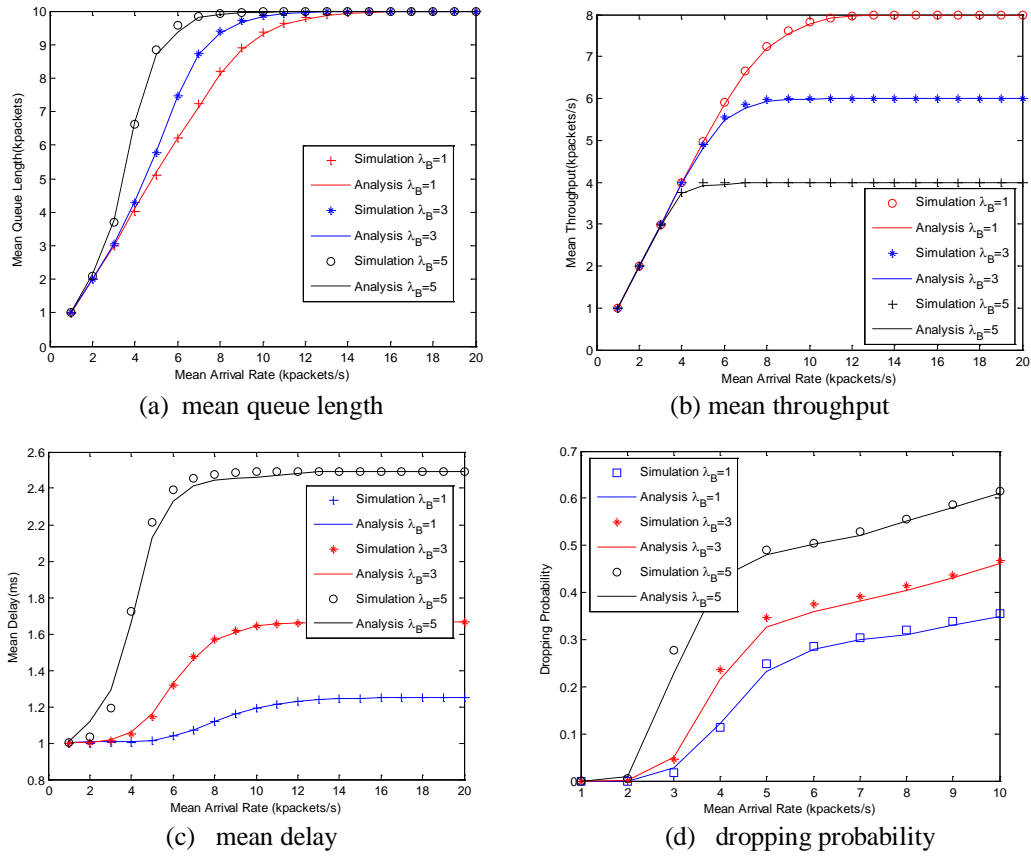 10
9
8
7
6
5
4
3
2
1
0
0 2 4 6 8 10 12 14 16 18 20
Mean Queue Length(kpackets)
Mean Arrival Rate (kpackets/s)
Simulation λB=1
Analysis λB=1
Simulation λB=3
Analysis λB=3
Simulation λB=5
Analysis λB=5
(a) mean queue length
8
7
6
5
4
3
2
1
0 2 4 6 8 10 12 14 16 18 20
Mean Throughput(kpackets/s)
Mean Arrival Rate (kpackets/s)
Simulation λB=1
Analysis λB=1
Simulation λB=3
Analysis λB=3
Simulation λB=5
Analysis λB=5
(b) mean throughput
2.6
2.4
2.2
2
1.8
1.6
1.4
1.2
1
0.8
0 2 4 6 8 10 12 14 16 18 20
Mean Delay(ms)
Mean Arrival Rate (kpackets/s)
Simulation λB=1
Analysis λB=1
Simulation λB=3
Analysis λB=3
Simulation λB=5
Analysis λB=5
(c) mean delay
0.7
0.6
0.5
0.4
0.3
0.2
0.1
0
1 2 3 4 5 6 7 8 9 10
Dropping Probability
Mean Arrival Rate (kpackets/s)
Simulation λB=1
Analysis λB=1
Simulation λB=3
Analysis λB=3
Simulation λB=5
Analysis λB=5
(d) dropping probability